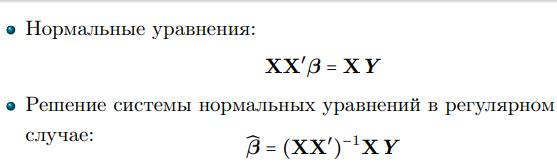 Нормальные уравнения:
XX′β = XY
Решение системы нормальных уравнений в регулярном
случае:
β̂ = (XX′)⁻¹XY